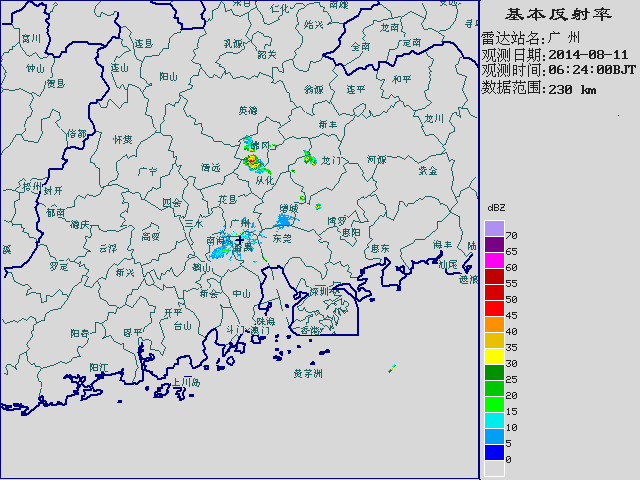 基本反射率
雷达站名:广 州
观测日期:2014-08-11
观测时间:06:24:00BJT
数据范围:230 km
dBZ
70
65
60
55
50
45
40
35
30
25
20
15
10
5
0
仁化
始兴
南雄
富川
连县
乳源
龙南
定南
全南
韶关
钟山
连山
阳山
贺县
翁源
连平
和平
英德
新丰
龙川
怀集
佛冈
龙门
河源
广宁
清远
从化
紫金
梧州
封开
四会
花县
郁南
德庆
三水
广州
增城
博罗
惠阳
高要
南海
番禺
东莞
惠东
海丰
陆
云浮
罗定
鹤山
汕尾
新兴
新会
中山
深圳
开平
台山
珠海
斗门
澳门
香港
阳春
恩平
阳江
上川岛
黄茅洲